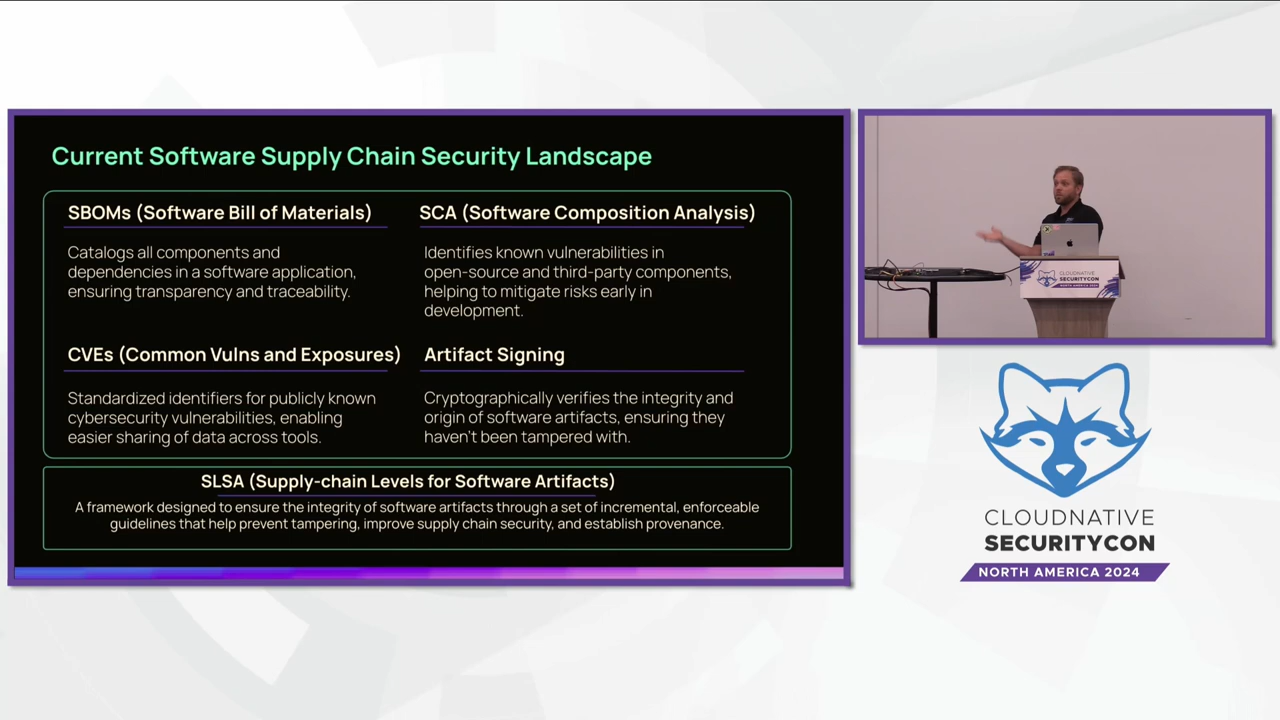 Current Software Supply Chain Security Landscape
SBOMs (Software Bill of Materials)
Catalogs all components and
dependencies in a software application,
ensuring transparency and traceability.
SCA (Software Composition Analysis)
Identifies known vulnerabilities in
open-source and third-party components,
helping to mitigate risks early in
development.
CVEs (Common Vulns and Exposures)
Standardized identifiers for publicly known
cybersecurity vulnerabilities, enabling
easier sharing of data across tools.
Artifact Signing
Cryptographically verifies the integrity and
origin of software artifacts, ensuring they
haven't been tampered with.
SLSA (Supply-chain Levels for Software Artifacts)
A framework designed to ensure the integrity of software artifacts through a set of incremental, enforceable
guidelines that help prevent tampering, improve supply chain security, and establish provenance.
CLOUDNATIVE
SECURITYCON
NORTH AMERICA 2024
CLOUDNATIVE
SECURITYCON
NORTH AMERICA 2024